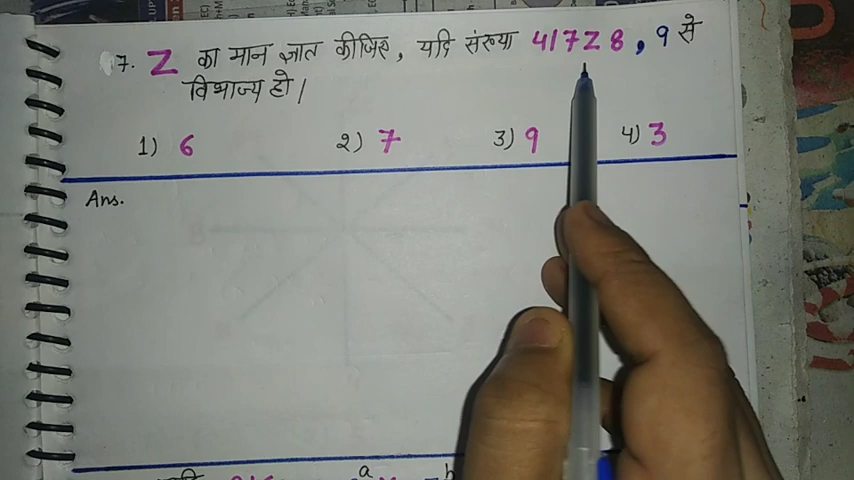 7. Z का मान ज्ञात कीजिए, यदि संख्या 417Z8, 9 से
विभाज्य हो।
1) 6 2) 7 3) 9 4) 3
Ans.